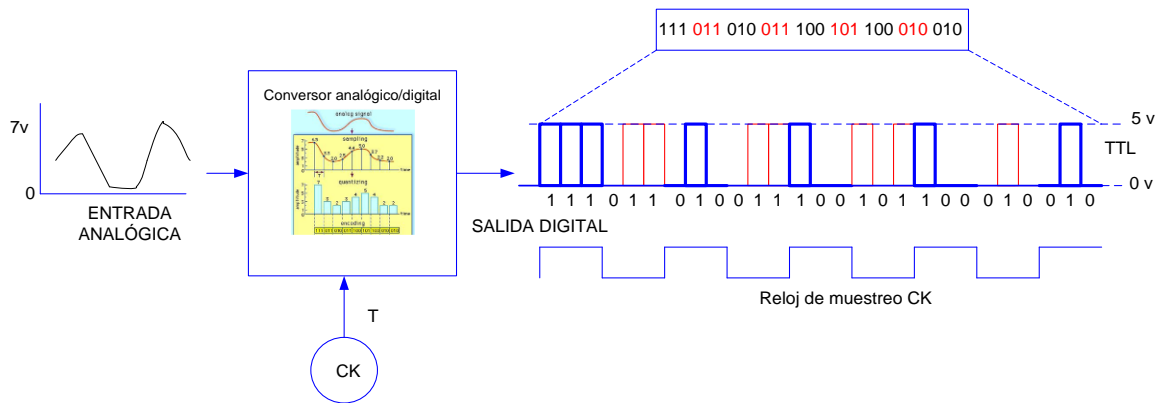 111 011 010 011 100 101 100 010 010
Conversor analógico/digital
analog signal
sampling
quantizing
encoding
7v
0
ENTRADA
ANALÓGICA
T
CK
SALIDA DIGITAL
5 v
TTL
0 v
1 1 1 0 1 1 0 1 0 0 1 1 1 0 0 1 0 1 1 0 0 0 1 0 0 1 0
Reloj de muestreo CK